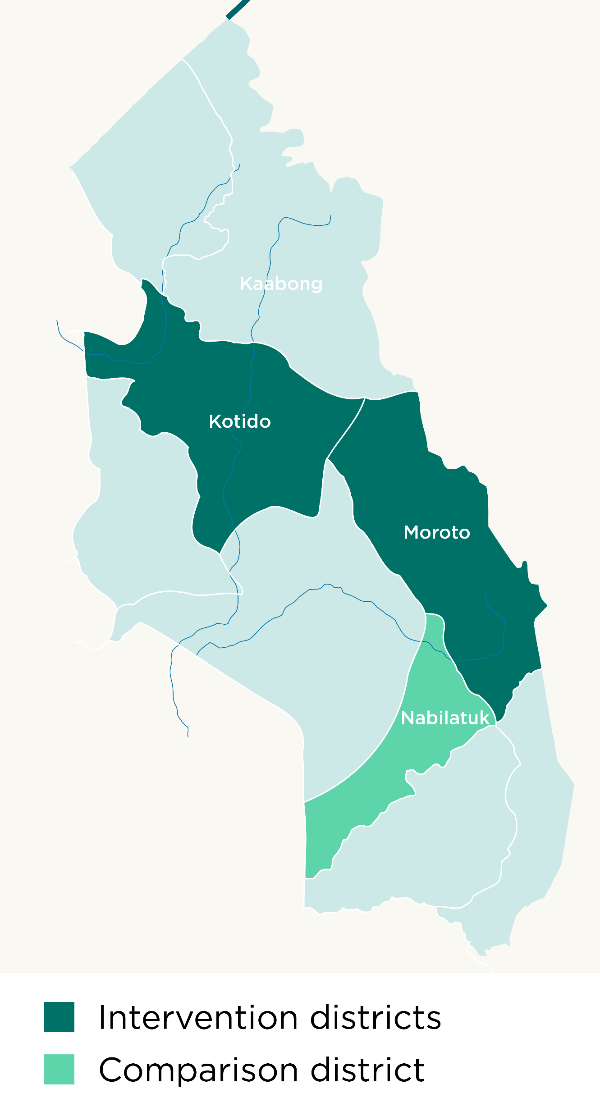 Kaabong
Kotido
Moroto
Nabilatuk
Intervention districts
Comparison district